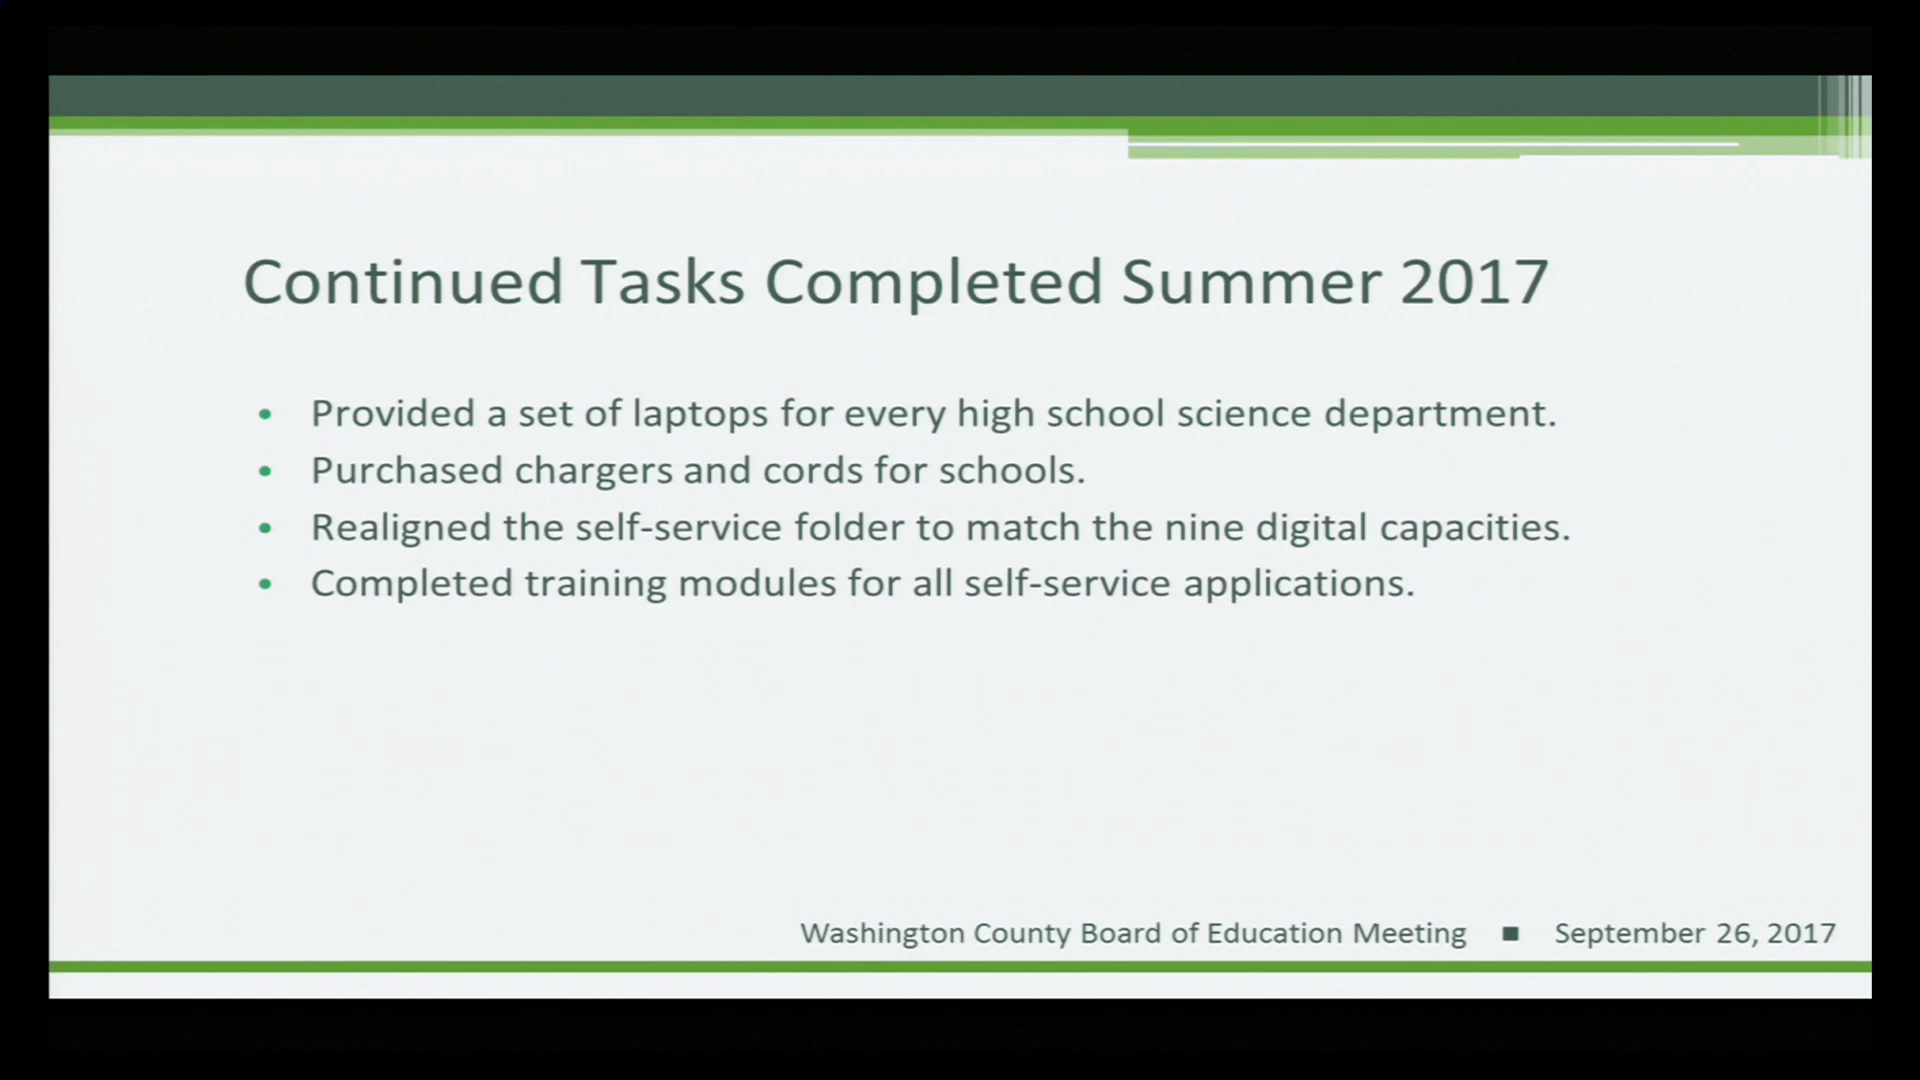 Continued Tasks Completed Summer 2017
• Provided a set of laptops for every high school science department.
• Purchased chargers and cords for schools.
• Realigned the self-service folder to match the nine digital capacities.
• Completed training modules for all self-service applications.
Washington County Board of Education Meeting ■ September 26, 2017